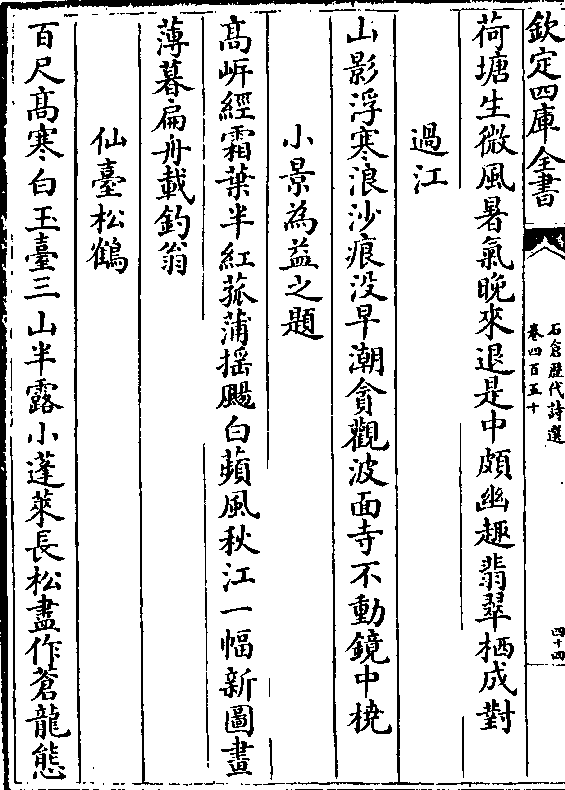 欽定四庫全書
石倉歴代詩選
卷四百五十
四十四
荷塘生微風暑氣晚來退是中頗幽趣翡翠栖成對
過江
山影浮寒浪沙痕没早潮貪觀波面寺不動鏡中橈
小景為益之題
髙㟁經霜葉半紅菰蒲揺颺白蘋風秋江一幅新圖畫
薄暮扁舟載釣翁
仙臺松鶴
百尺髙寒白玉臺三山半露小蓬萊長松盡作蒼龍態